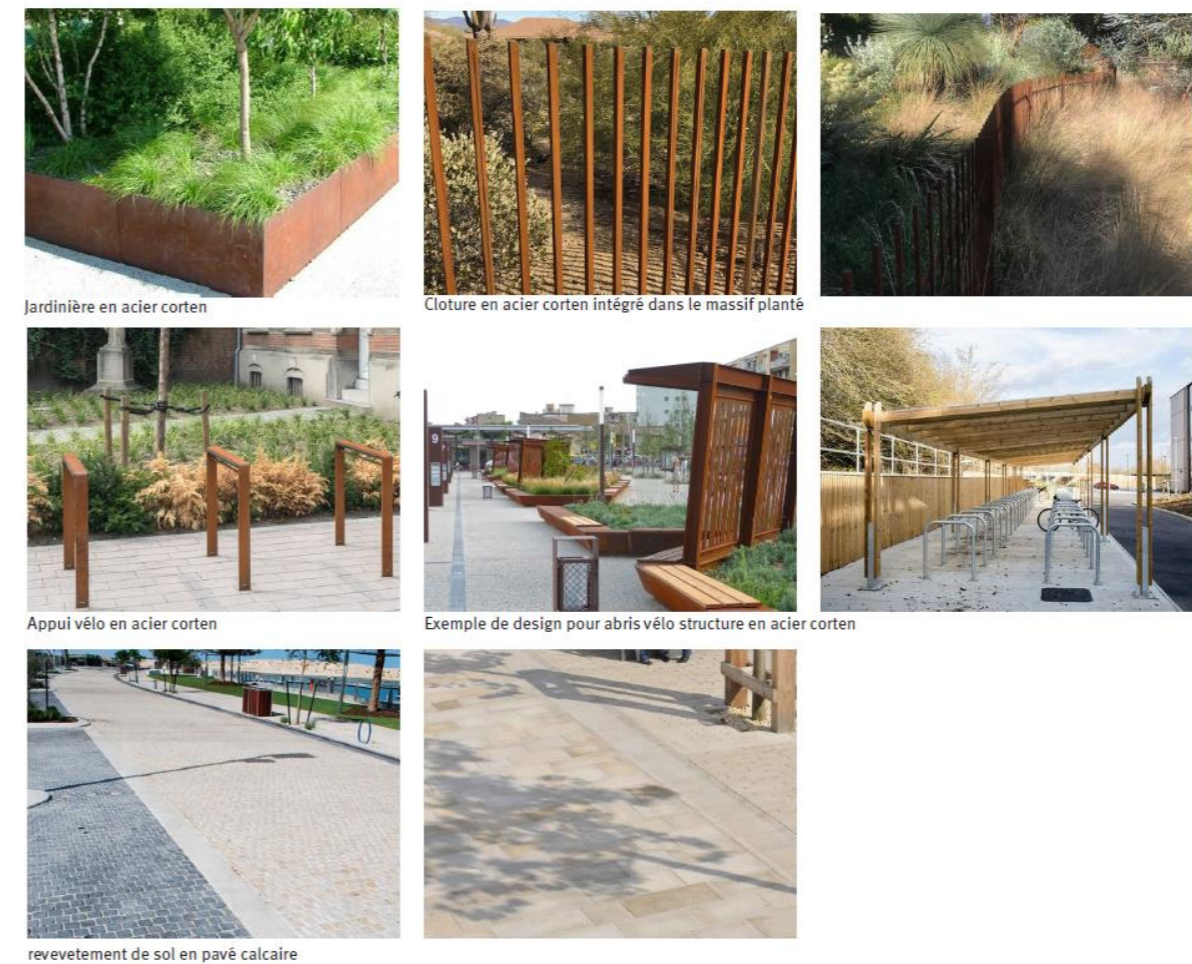 Jardinière en acier corten
Cloture en acier corten intégré dans le massif planté
9
Appui vélo en acier corten
Exemple de design pour abris vélo structure en acier corten
revevetement de sol en pavé calcaire